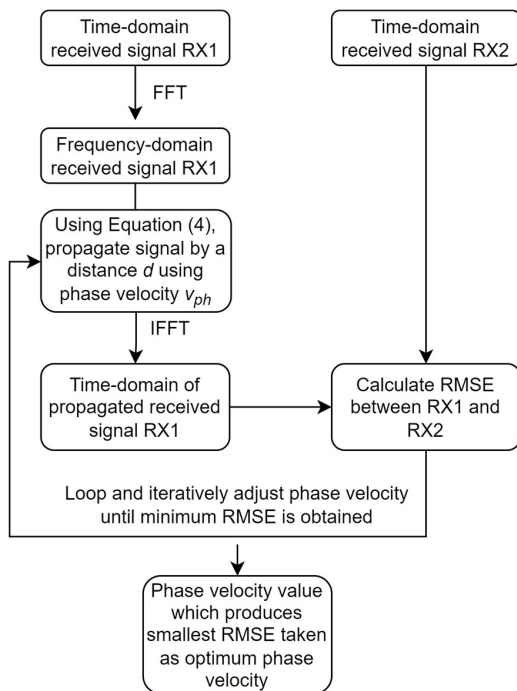 Time-domain
received signal RX1
Time-domain
received signal RX2
FFT
Frequency-domain
received signal RX1
Using Equation (4),
propagate signal by a
distance d using
phase velocity vph
IFFT
Time-domain of
propagated received
signal RX1
Calculate RMSE
between RX1 and
RX2
Loop and iteratively adjust phase velocity
until minimum RMSE is obtained
Phase velocity value
which produces
smallest RMSE taken
as optimum phase
velocity